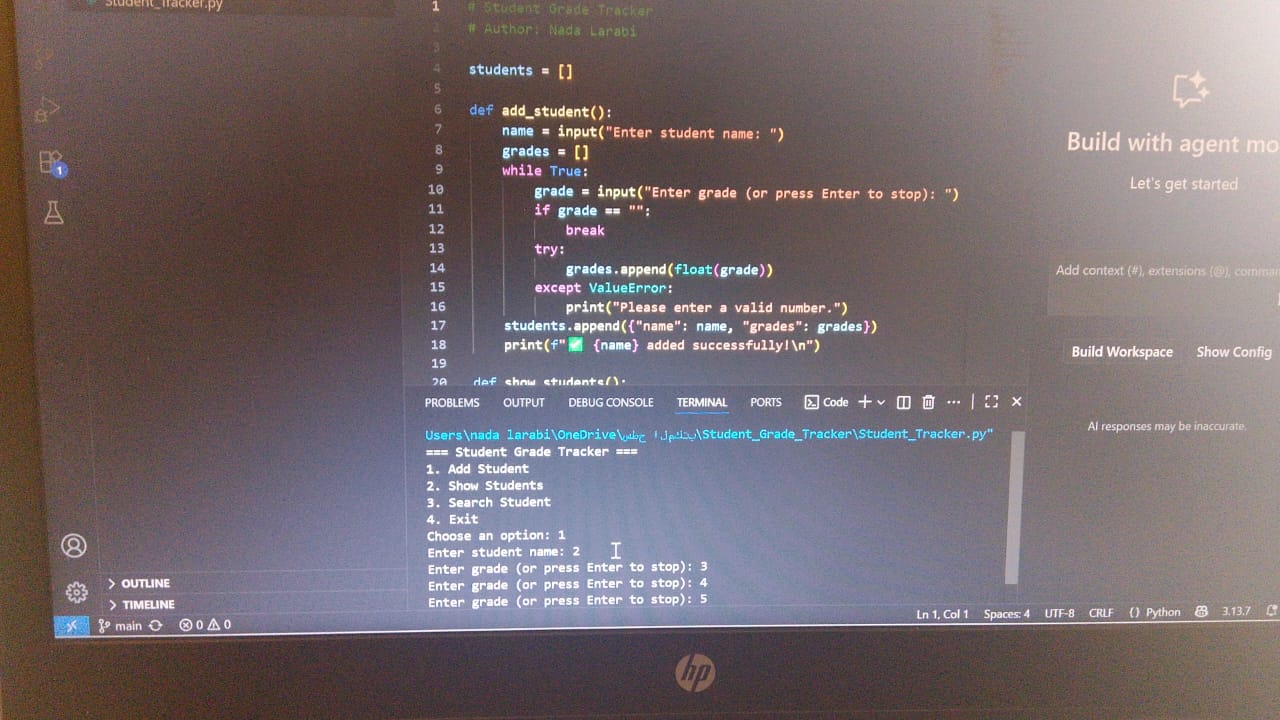 Student_Tracker.py
1 # Student Grade Tracker
2 # Author: Nada Larabi
3
4 students = []
5
6 def add_student():
7 name = input("Enter student name: ")
8 grades = []
9 while True:
10 grade = input("Enter grade (or press Enter to stop): ")
11 if grade == "":
12 break
13 try:
14 grades.append(float(grade))
15 except ValueError:
16 print("Please enter a valid number.")
17 students.append({"name": name, "grades": grades})
18 print(f"✅ {name} added successfully!\n")
19
20 def show_students():
Build with agent mo
Let's get started
Add context (#), extensions (@), comman
Build Workspace Show Config
AI responses may be inaccurate.
1
PROBLEMS OUTPUT DEBUG CONSOLE TERMINAL PORTS Code
Users\nada larabi\OneDrive\سطح المكتب\Student_Grade_Tracker\Student_Tracker.py"
=== Student Grade Tracker ===
1. Add Student
2. Show Students
3. Search Student
4. Exit
Choose an option: 1
Enter student name: 2
Enter grade (or press Enter to stop): 3
Enter grade (or press Enter to stop): 4
Enter grade (or press Enter to stop): 5
OUTLINE
TIMELINE
main 0 0 Ln 1, Col 1 Spaces: 4 UTF-8 CRLF {} Python 3.13.7
hp